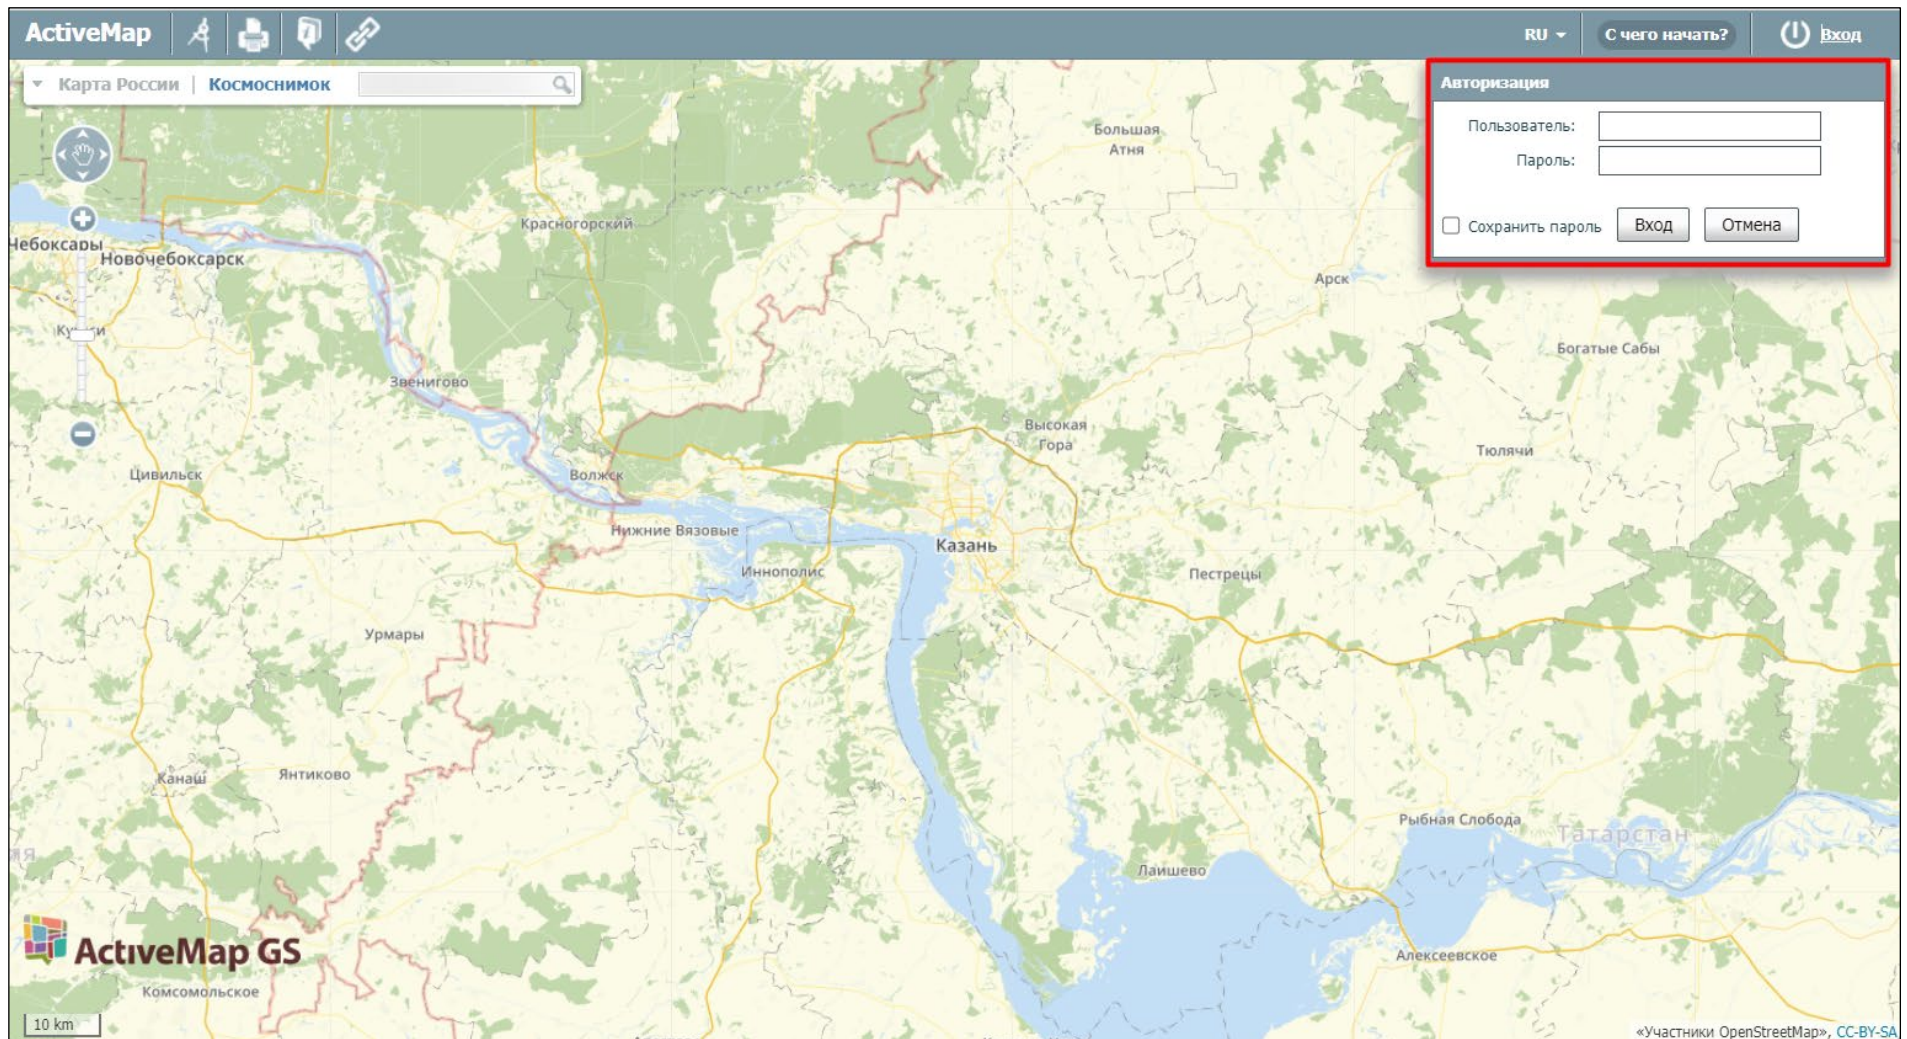 ActiveMap
RU
С чего начать?
Вход
Карта России | Космоснимок
Авторизация
Пользователь:
Пароль:
Сохранить пароль
Вход
Отмена
Большая
Атня
Красногорский
Чебоксары
Новочебоксарск
Арск
Богатые Сабы
Звенигово
Высокая
Гора
Тюлячи
Цивильск
Волжск
Нижние Вязовые
Казань
Иннополис
Пестрецы
Урмары
Канаш
Янтиково
Рыбная Слобода
Татарстан
Лаишево
ActiveMap GS
Алексеевское
Комсомольское
10 km
«Участники OpenStreetMap», CC-BY-SA